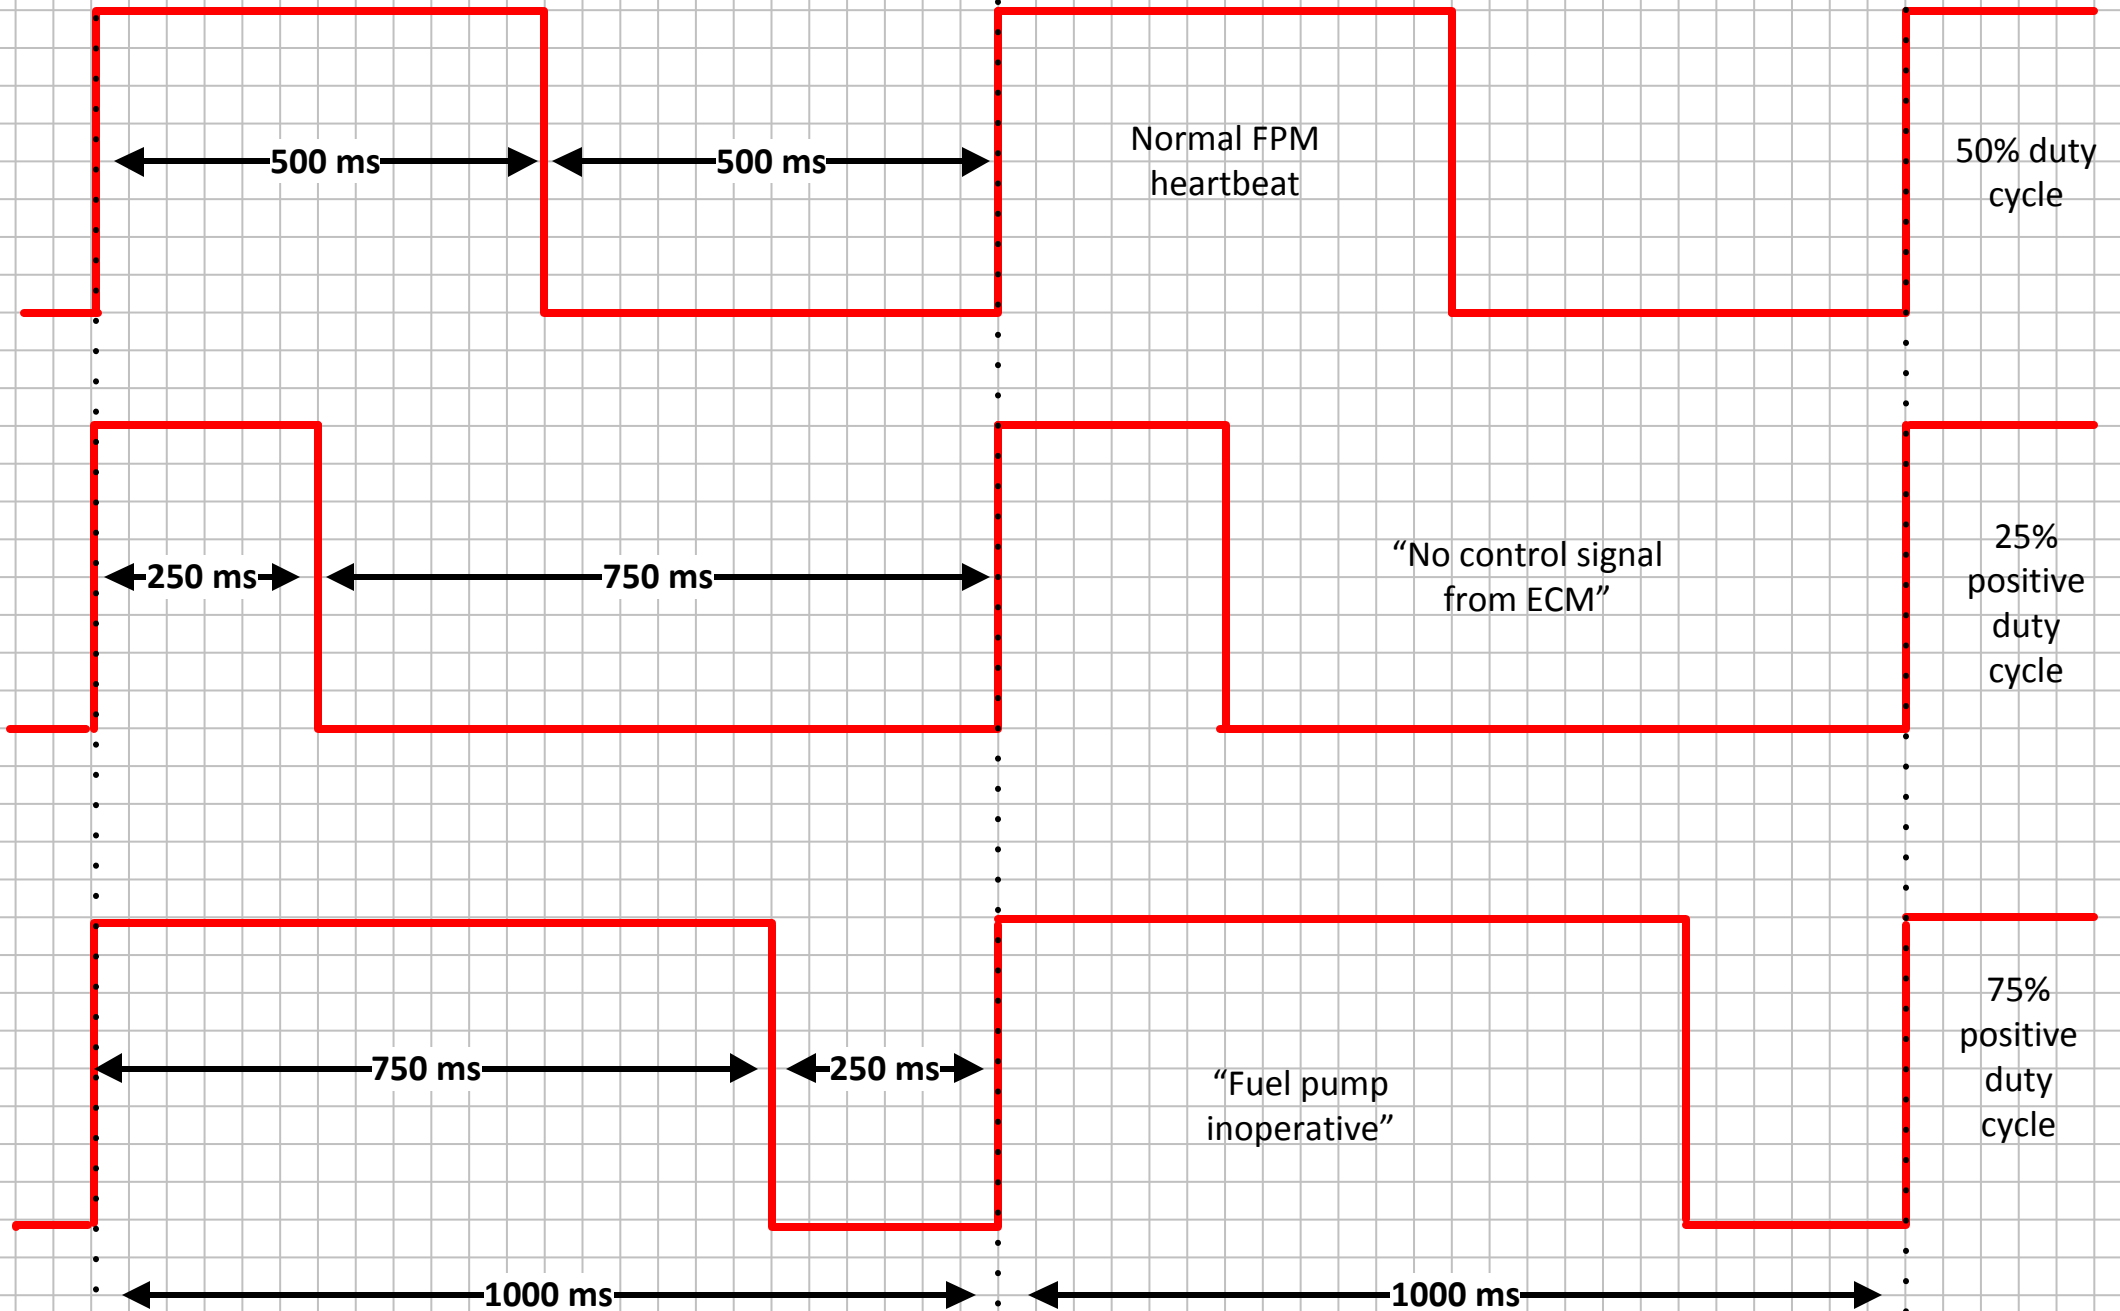 500 ms
500 ms
Normal FPM
heartbeat
50% duty
cycle
250 ms
750 ms
“No control signal
from ECM”
25%
positive
duty
cycle
750 ms
250 ms
“Fuel pump
inoperative”
75%
positive
duty
cycle
1000 ms
1000 ms